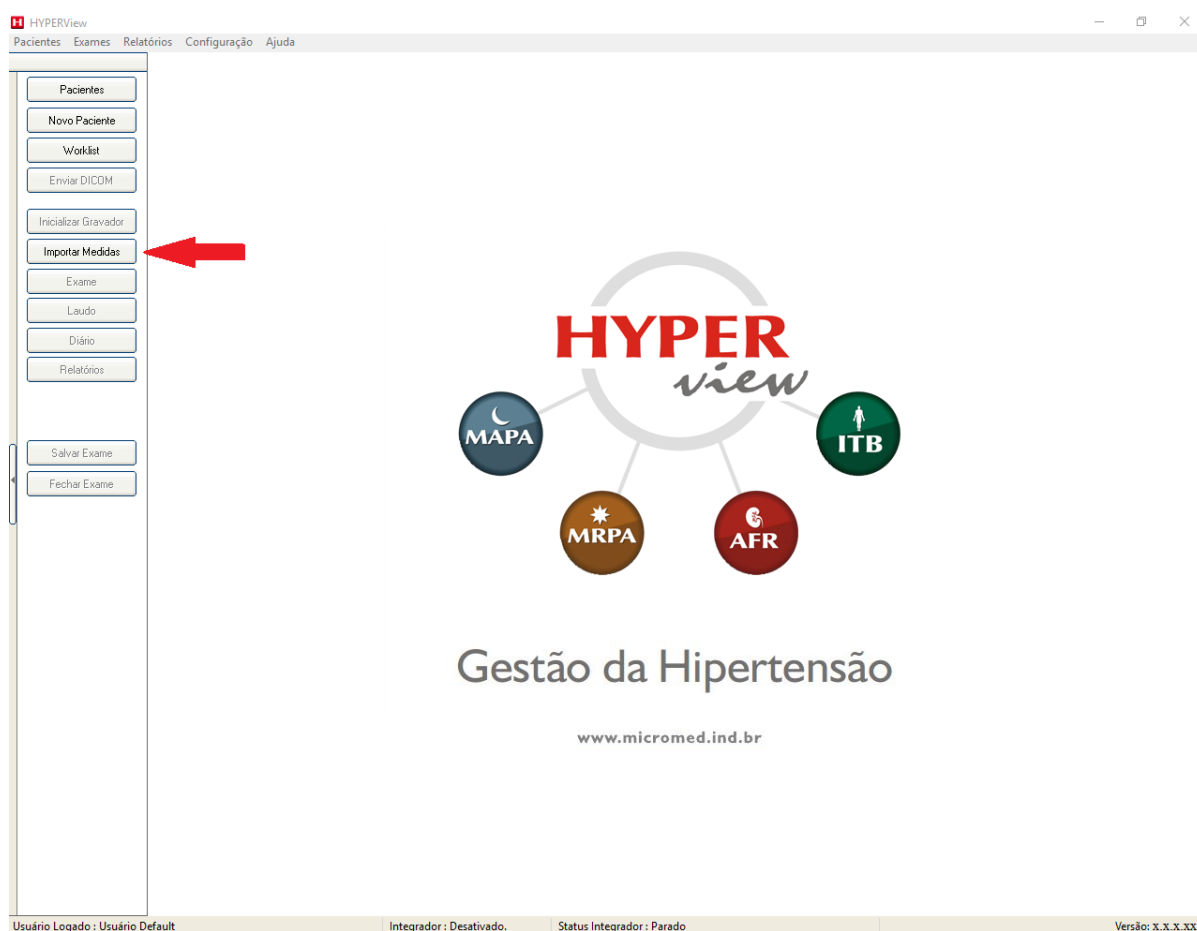 HYPERView
Pacientes Exames Relatórios Configuração Ajuda
Pacientes
Novo Paciente
Worklist
Enviar DICOM
Inicializar Gravador
Importar Medidas
Exame
Laudo
Diário
Relatórios
Salvar Exame
Fechar Exame
HYPER
view
MAPA
ITB
MRPA
AFR
Gestão da Hipertensão
www.micromed.ind.br
Usuário Logado : Usuário Default Integrador : Desativado. Status Integrador : Parado Versão: X.X.X.XX